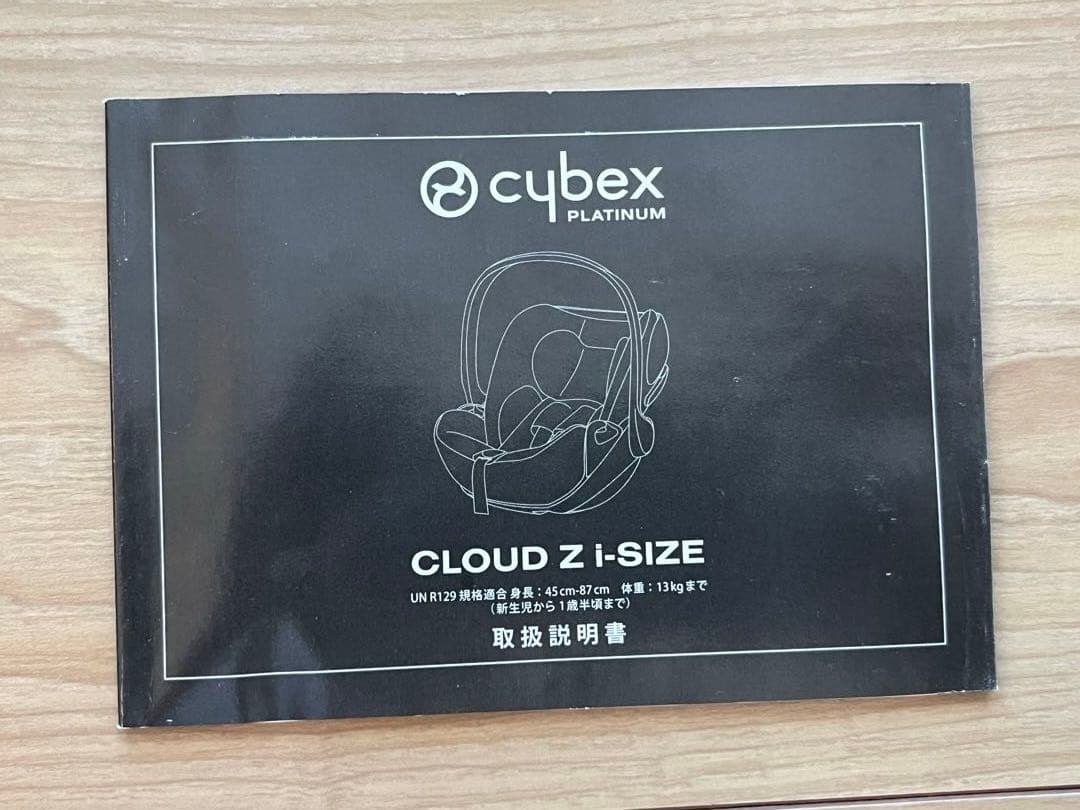 cybex
PLATINUM
CLOUD Z i-SIZE
UN R129 規格適合 身長：45cm-87cm 体重：13kgまで
（新生児から1歳半頃まで）
取扱説明書